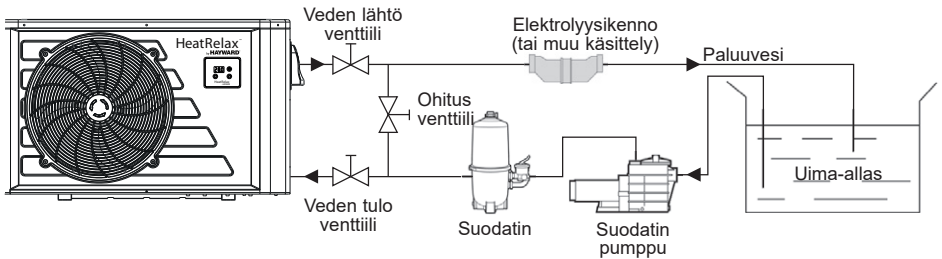 Veden lähtö
venttiili
Elektrolyysikenno
(tai muu käsittely)
Paluuvesi
HeatRelax
by HAYWARD
Ohitus
venttiili
Uima-allas
Veden tulo
venttiili
Suodatin
Suodatin
pumppu